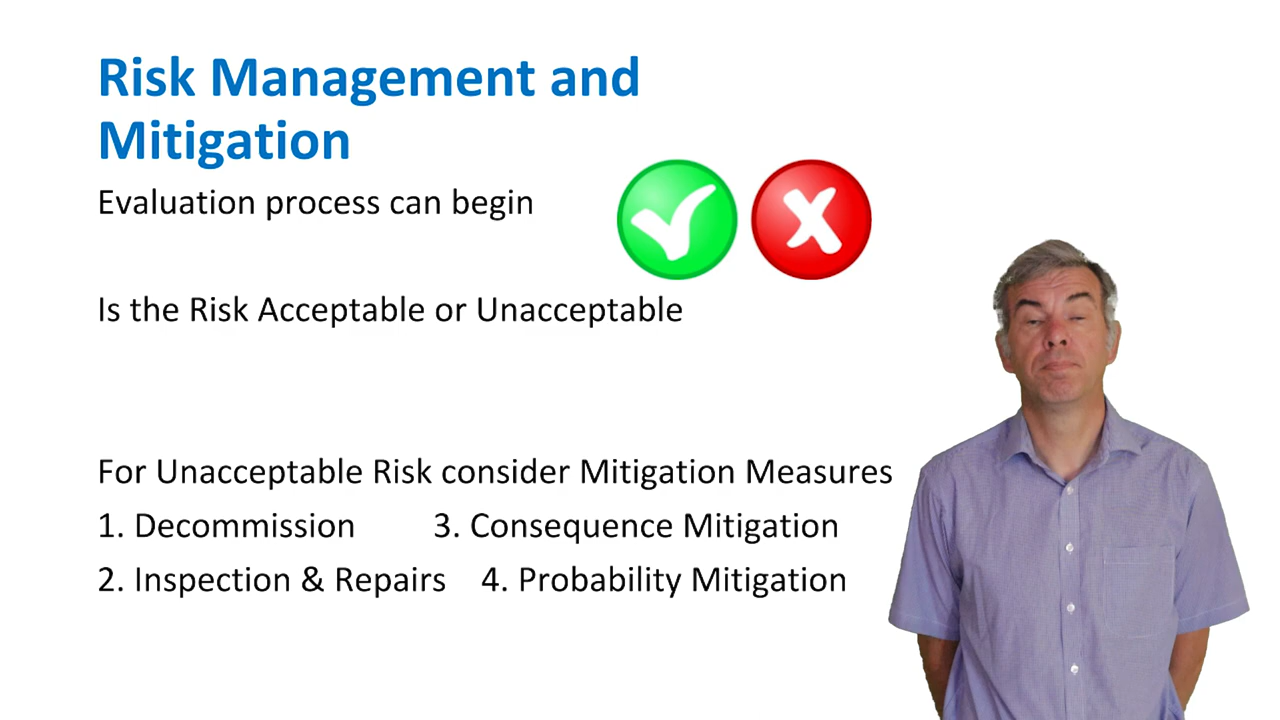 Risk Management and
Mitigation
Evaluation process can begin
Is the Risk Acceptable or Unacceptable
For Unacceptable Risk consider Mitigation Measures
1. Decommission 3. Consequence Mitigation
2. Inspection & Repairs 4. Probability Mitigation